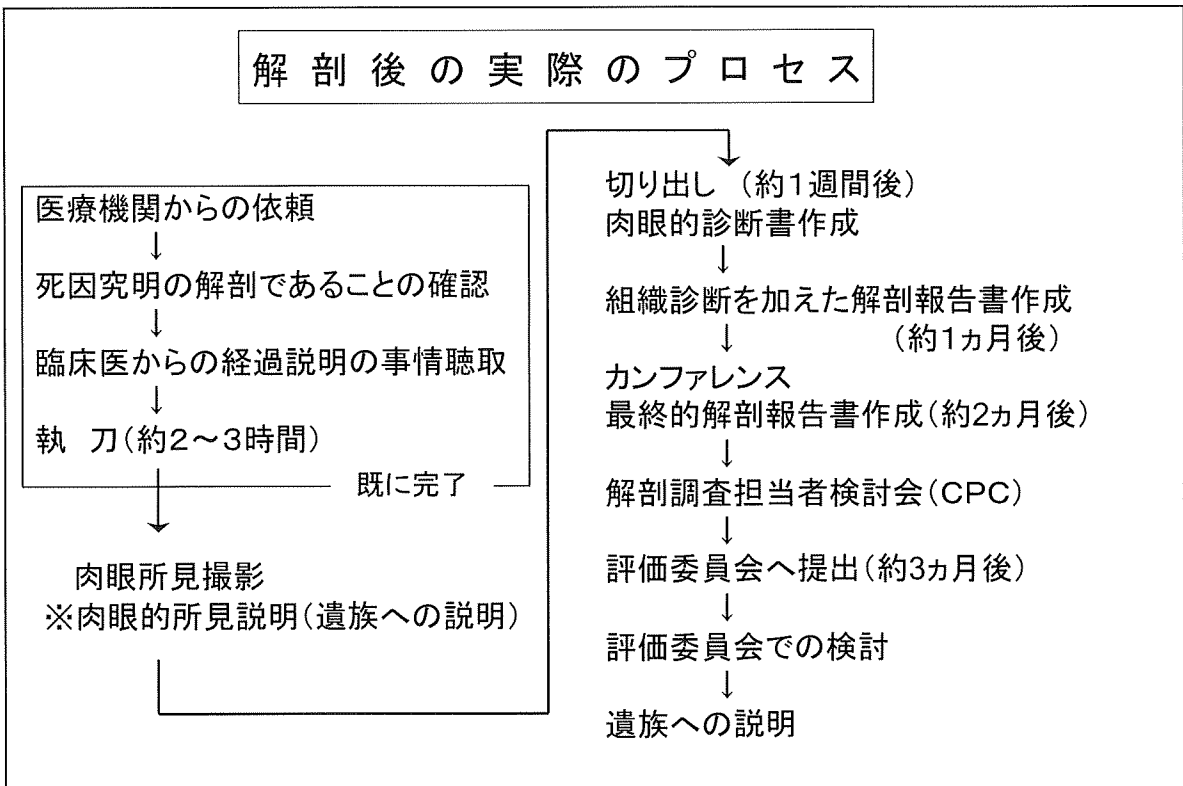 解剖後の実際のプロセス
医療機関からの依頼
↓
死因究明の解剖であることの確認
↓
臨床医からの経過説明の事情聴取
↓
執 刀(約2～3時間)
既に完了
肉眼所見撮影
※肉眼的所見説明(遺族への説明)
切り出し (約1週間後)
肉眼的診断書作成
↓
組織診断を加えた解剖報告書作成
(約1ヵ月後)
↓
カンファレンス
最終的解剖報告書作成(約2ヵ月後)
↓
解剖調査担当者検討会(CPC)
↓
評価委員会へ提出(約3ヵ月後)
↓
評価委員会での検討
↓
遺族への説明